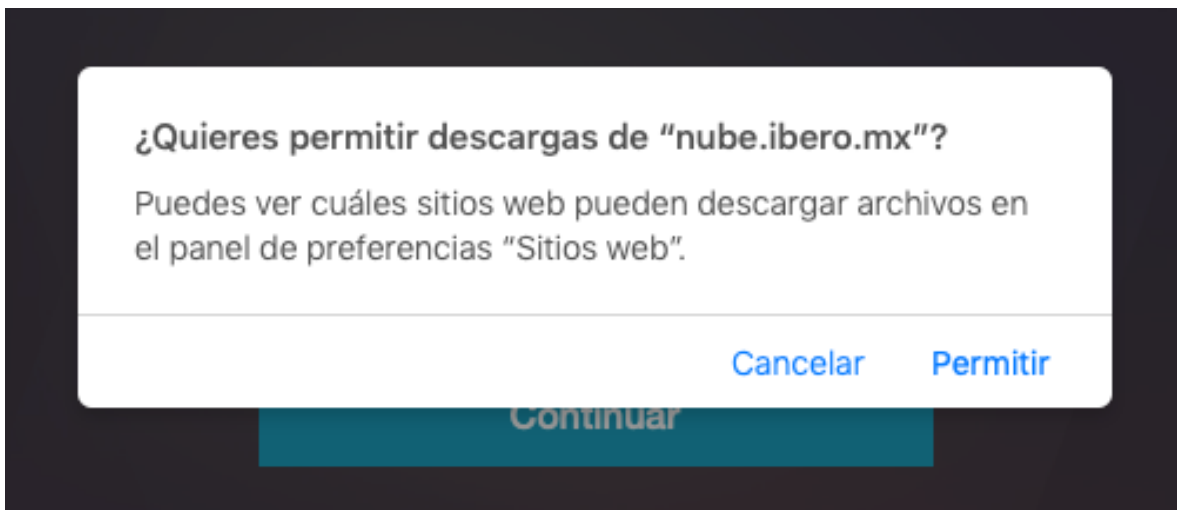 ¿Quieres permitir descargas de “nube.ibero.mx”?
Puedes ver cuáles sitios web pueden descargar archivos en
el panel de preferencias “Sitios web”.
Cancelar Permitir
Continuar